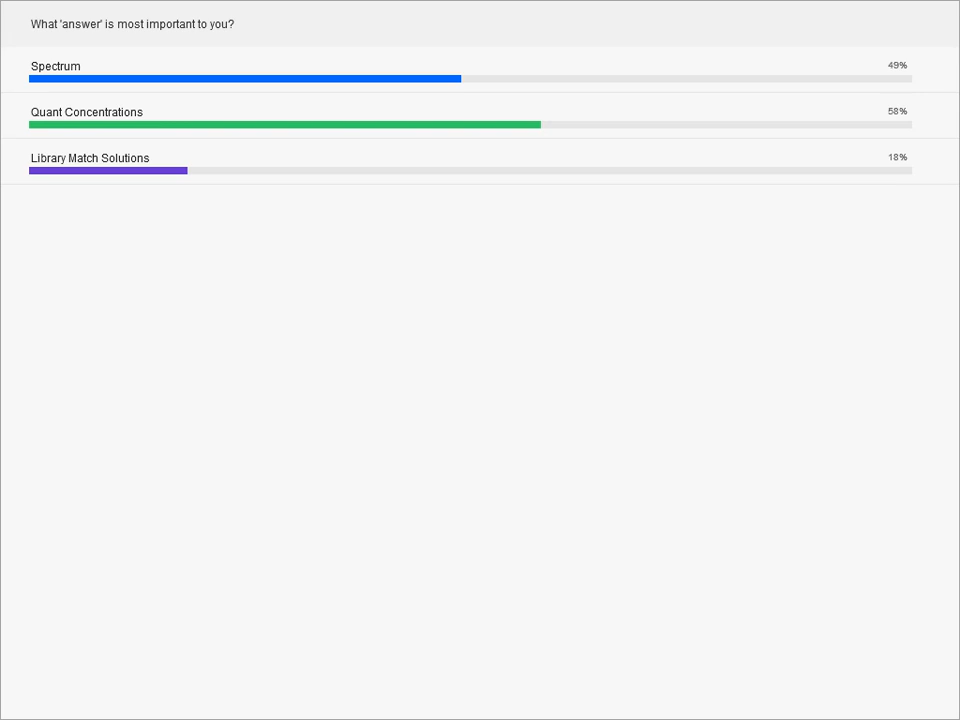 What 'answer' is most important to you?
Spectrum 49%
Quant Concentrations 58%
Library Match Solutions 18%